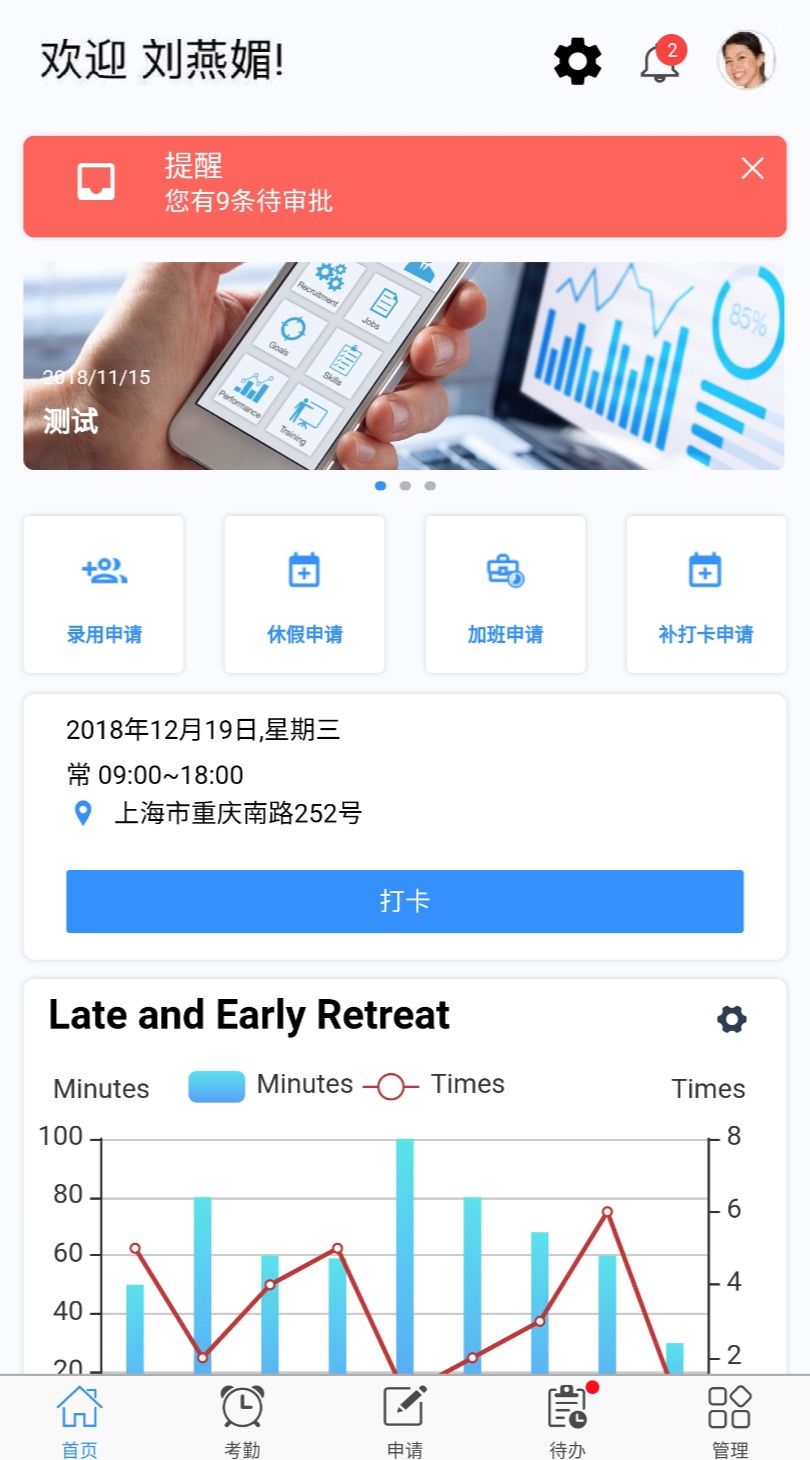 欢迎 刘燕媚!
2
提醒
您有9条待审批
Recruitment
Jobs
Goals
Skills
Performance
Training
85%
2018/11/15
测试
录用申请
休假申请
加班申请
补打卡申请
2018年12月19日,星期三
常 09:00~18:00
上海市重庆南路252号
打卡
Late and Early Retreat
Minutes
Minutes
Times
Times
100
8
80
6
60
4
40
2
20
首页
考勤
申请
待办
管理